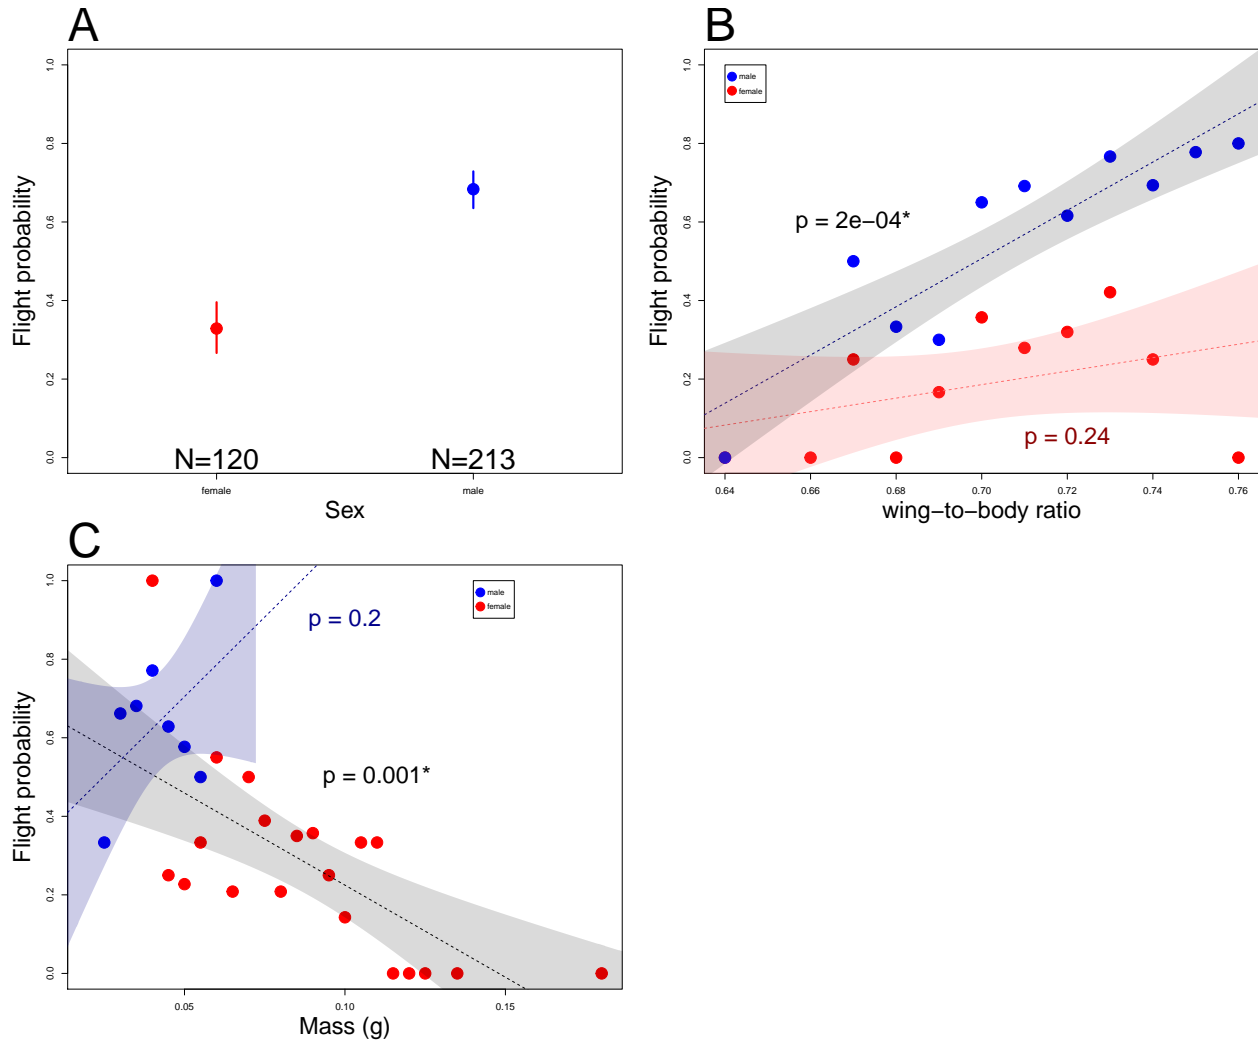 A
Flight probability
1.0
0.8
0.6
0.4
0.2
0.0
N=120
N=213
female
male
Sex
B
Flight probability
1.0
0.8
0.6
0.4
0.2
0.0
male
female
p = 2e−04*
p = 0.24
0.64
0.66
0.68
0.70
0.72
0.74
0.76
wing−to−body ratio
C
Flight probability
1.0
0.8
0.6
0.4
0.2
0.0
male
female
p = 0.2
p = 0.001*
0.05
0.10
0.15
Mass (g)